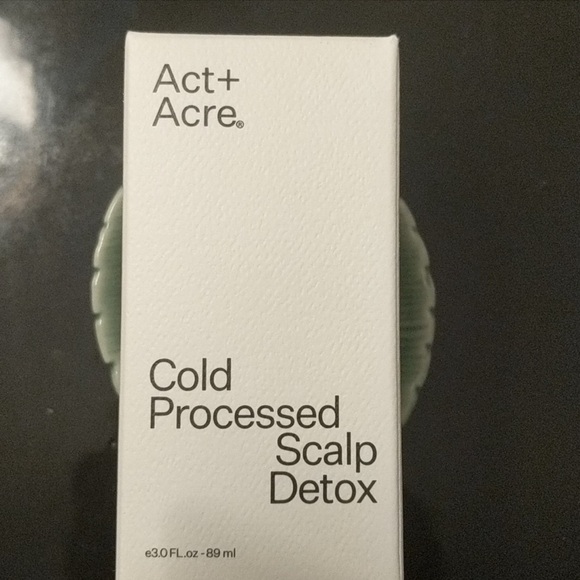 Act+
Acre®
Cold
Processed
Scalp
Detox
e3.0 FL.oz - 89 ml